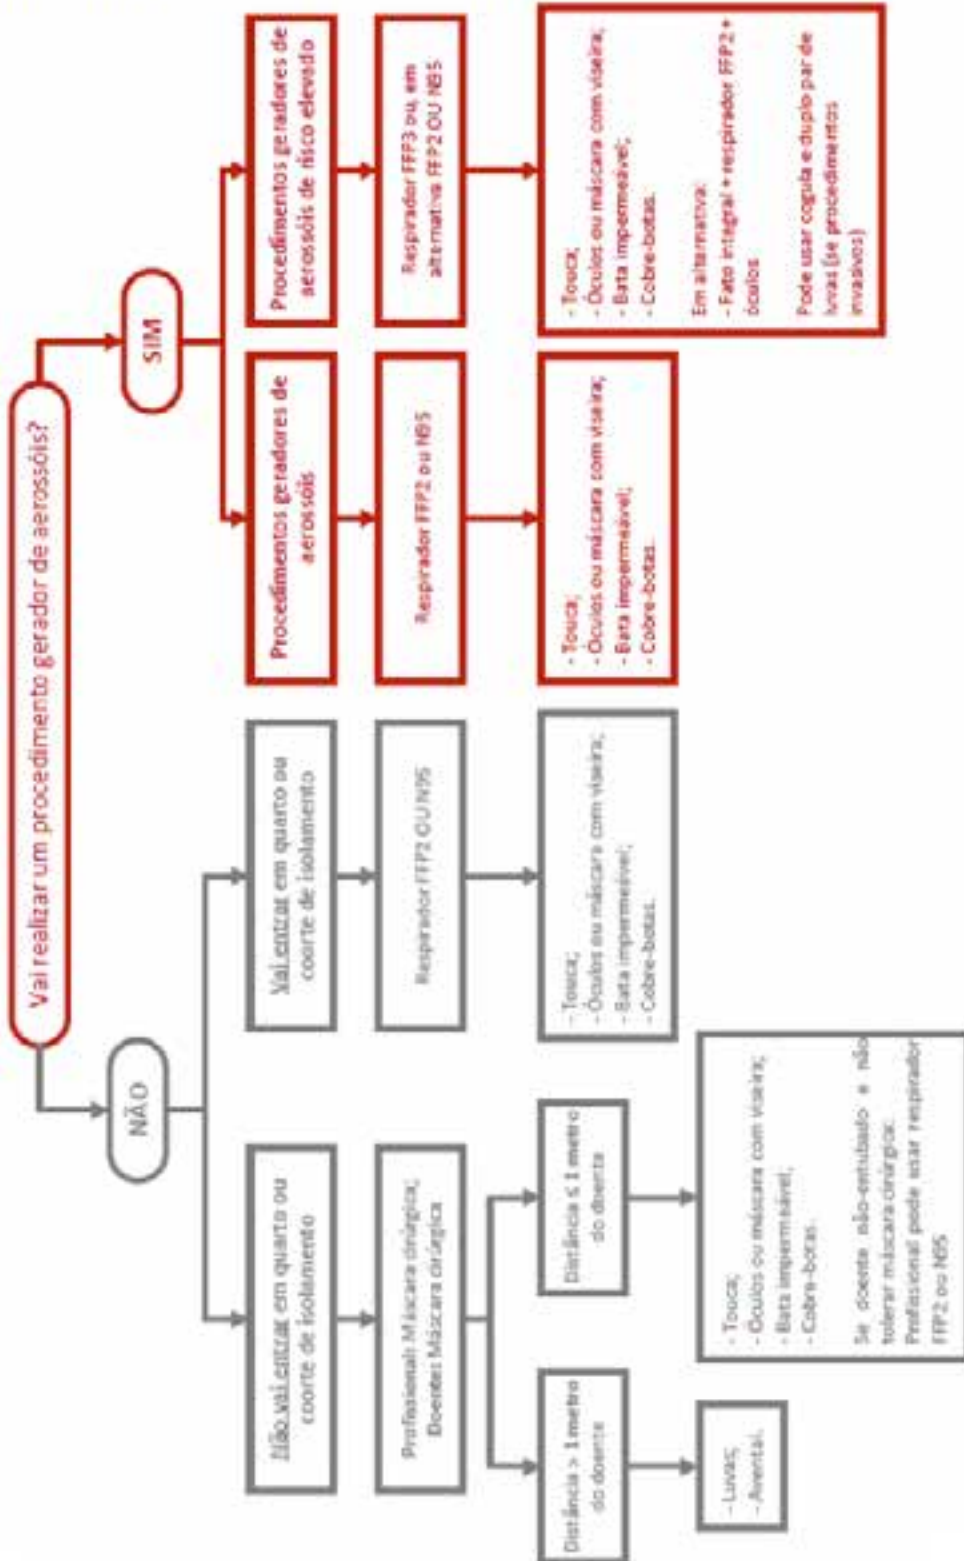 Vai realizar um procedimento gerador de aerossóis?
NÃO
SIM
Não vai entrar em quarto ou
coorte de isolamento
Vai entrar em quarto ou
coorte de isolamento
Procedimentos geradores de
aerossóis
Procedimentos geradores de
aerossóis de risco elevado
Profissional: Máscara cirúrgica;
Doente: Máscara cirúrgica
Respirador FFP2 OU N95
Respirador FFP2 ou N95
Respirador FFP3 ou, em
alternativa FFP2 OU N95
Distância > 1 metro
do doente
Distância ≤ 1 metro
do doente
- Touca;
- Óculos ou máscara com viseira;
- Bata impermeável;
- Cobre-botas.
- Touca;
- Óculos ou máscara com viseira;
- Bata impermeável;
- Cobre-botas.
- Touca;
- Óculos ou máscara com viseira;
- Bata impermeável;
- Cobre-botas.
Em alternativa:
- Fato integral + respirador FFP2 +
óculos
Pode usar cogula e duplo par de
luvas (se procedimentos
invasivos)
- Luvas;
- Avental.
- Touca;
- Óculos ou máscara com viseira;
- Bata impermeável;
- Cobre-botas.
Se doente não-entubado e não
tolerar máscara cirúrgica:
Profissional pode usar respirador
FFP2 ou N95